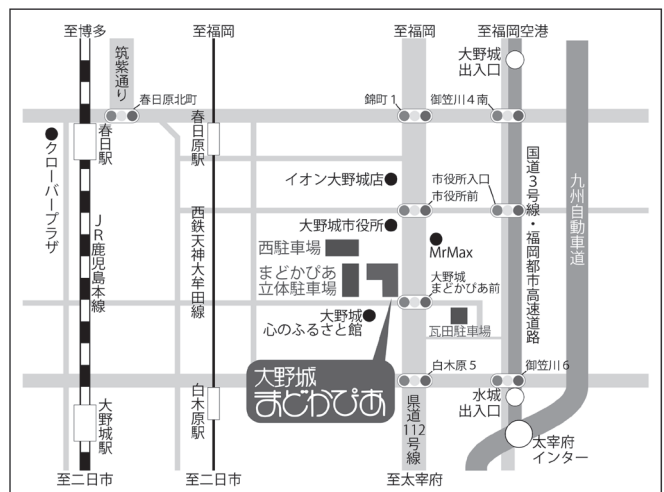 至博多
至福岡
至福岡
至福岡空港
筑紫通り
大野城
出入口
春日原北町
錦町1
御笠川4南
春日駅
春日原駅
クローバープラザ
イオン大野城店
市役所入口
市役所前
国道3号線・福岡都市高速道路
九州自動車道
JR鹿児島本線
西鉄天神大牟田線
大野城市役所
MrMax
西駐車場
まどかぴあ
立体駐車場
大野城
まどかぴあ前
大野城
心のふるさと館
瓦田駐車場
白木原5
御笠川6
大野城
まどかぴあ
白木原駅
大野城駅
県道112号線
水城
出入口
太宰府
インター
至二日市
至二日市
至太宰府